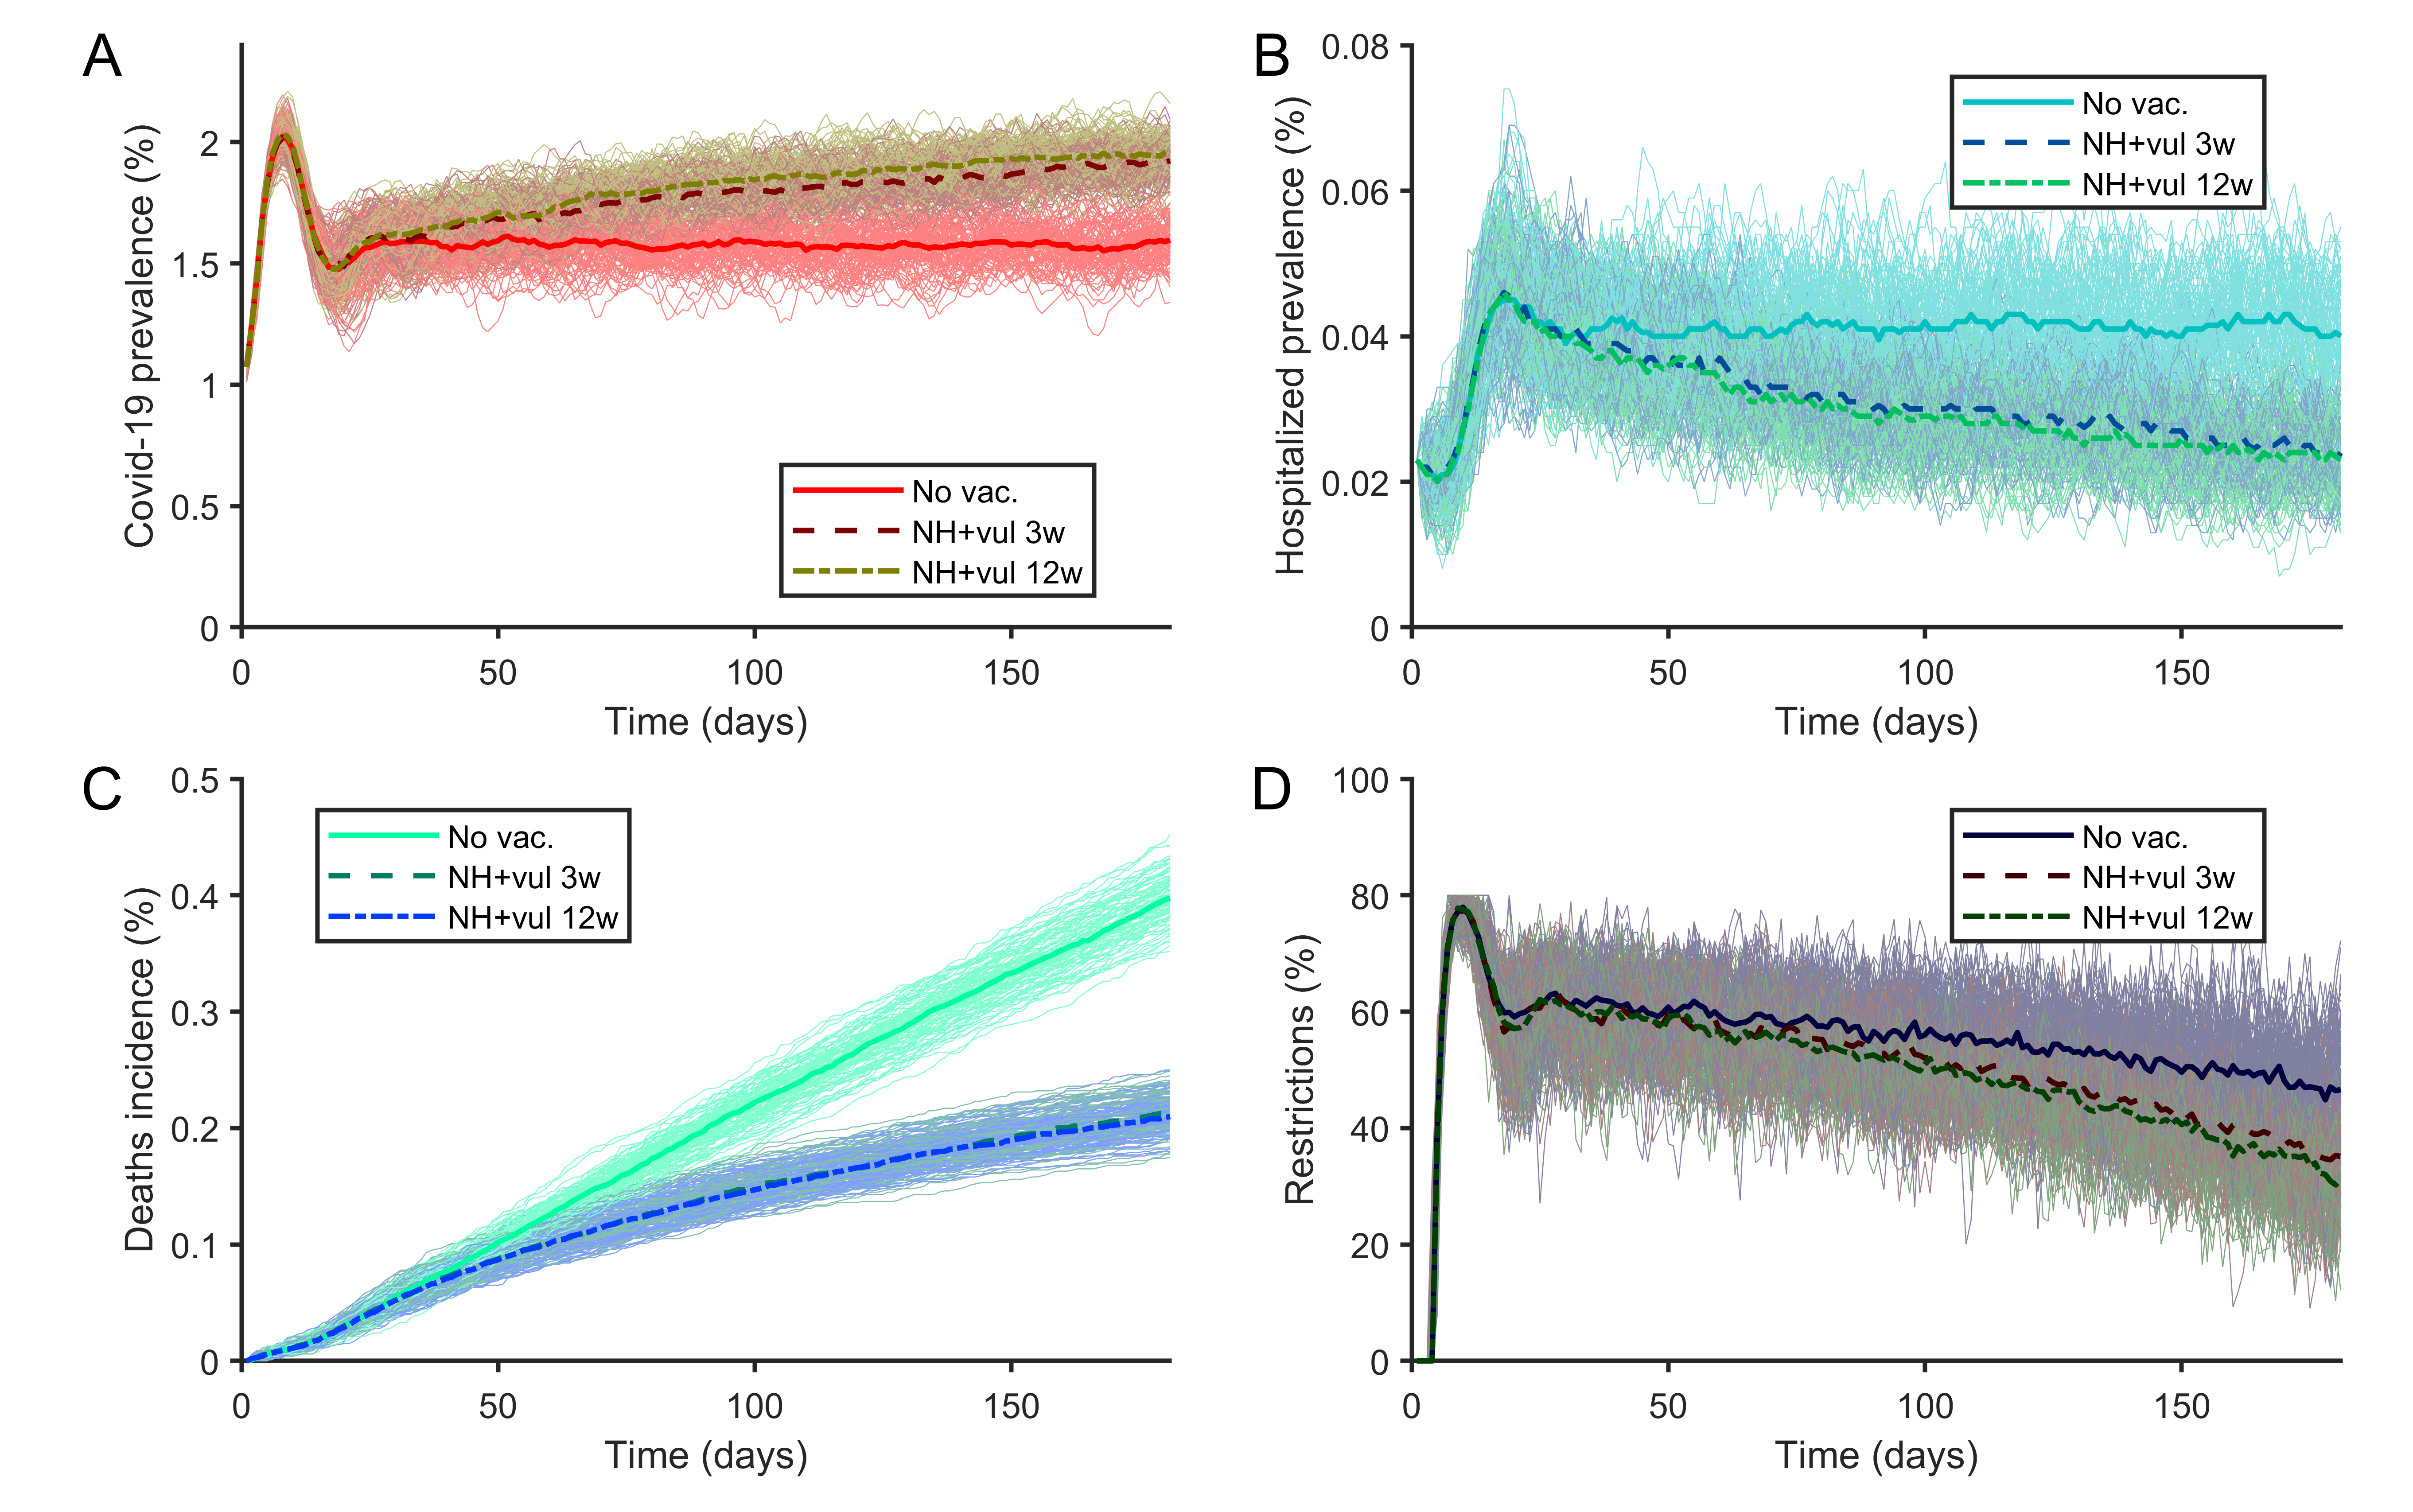 A
Covid-19 prevalence (%)
2
1.5
1
0.5
0
No vac.
NH+vul 3w
NH+vul 12w
0 50 100 150
Time (days)
B
Hospitalized prevalence (%)
0.08
0.06
0.04
0.02
0
No vac.
NH+vul 3w
NH+vul 12w
0 50 100 150
Time (days)
C
Deaths incidence (%)
0.5
0.4
0.3
0.2
0.1
0
No vac.
NH+vul 3w
NH+vul 12w
0 50 100 150
Time (days)
D
Restrictions (%)
100
80
60
40
20
0
No vac.
NH+vul 3w
NH+vul 12w
0 50 100 150
Time (days)